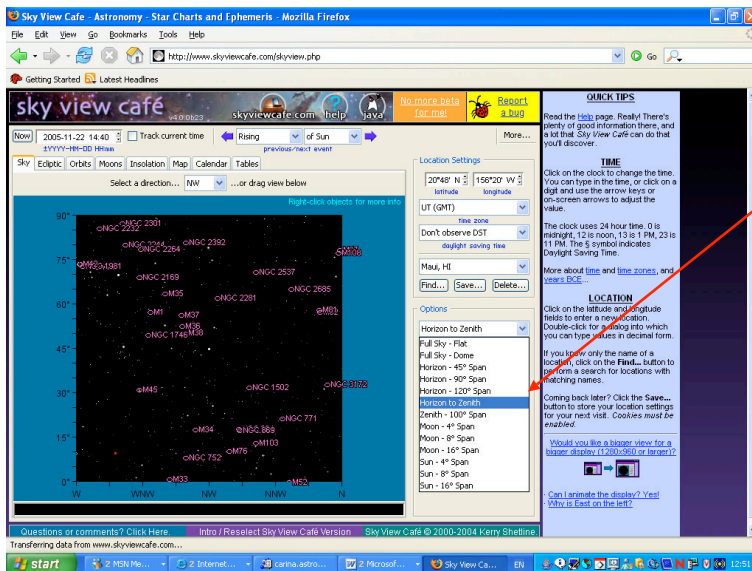 Sky View Cafe - Astronomy - Star Charts and Ephemeris - Mozilla Firefox
File Edit View Go Bookmarks Tools Help
http://www.skyviewcafe.com/skyview.php
Go
Getting Started Latest Headlines
sky view café
v4.0.0b23
skyviewcafe.com help java
No more beta for me!
Report a bug
Now 2005-11-22 14:40 Track current time Rising of Sun More...
±YYYY-MM-DD HHmm previous/next event
Sky Ecliptic Orbits Moons Insolation Map Calendar Tables
Select a direction... NW ...or drag view below
Right-click objects for more info
90°
75°
60°
45°
30°
15°
0°
NGC 2301
NGC 2232
NGC 2264
NGC 2392
M108
NGC 2169
NGC 2537
NGC 2685
M35
NGC 2281
M1
M37
M81
M36
NGC 1746
M38
M45
NGC 1502
NGC 3172
NGC 771
M34
NGC 869
M103
M76
NGC 752
M33
M52
W WNW NW NNW N
Location Settings
20°48' N 156°20' W
latitude longitude
UT (GMT)
time zone
Don't observe DST
daylight saving time
Maui, HI
Find... Save... Delete...
Options
Horizon to Zenith
Full Sky - Flat
Full Sky - Dome
Horizon - 45° Span
Horizon - 90° Span
Horizon - 120° Span
Horizon to Zenith
Zenith - 100° Span
Moon - 4° Span
Moon - 8° Span
Moon - 16° Span
Sun - 4° Span
Sun - 8° Span
Sun - 16° Span
QUICK TIPS
Read the Help page. Really! There's
plenty of good information there, and
a lot that Sky View Café can do that
you'll discover.
TIME
Click on the clock to change the time.
You can type in the time, or click on a
digit and use the arrow keys or
on-screen arrows to adjust the
value.
The clock uses 24 hour time. 0 is
midnight, 12 is noon, 13 is 1 PM, 23 is
11 PM. The § symbol indicates
Daylight Saving Time.
More about time and time zones, and
years BCE...
LOCATION
Click on the latitude and longitude
fields to enter a new location.
Double-click for a dialog into which
you can type values in decimal form.
If you know only the name of a
location, click on the Find... button to
perform a search for locations with
matching names.
Coming back later? Click the Save...
button to store your location settings
for your next visit. Cookies must be
enabled.
Would you like a bigger view for a
bigger display (1280x960 or larger)?
· Can I animate the display? Yes!
· Why is East on the left?
Questions or comments? Click Here. Intro / Reselect Sky View Café Version Sky View Café © 2000-2004 Kerry Shetline
Transferring data from www.skyviewcafe.com...
start 2 MSN Me... 2 Internet... carina.astro... 2 Microsof... Sky View Ca... EN 12:51